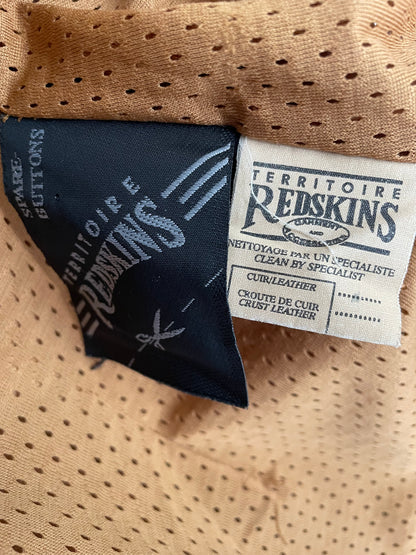 SPARE-
BUTTONS
TERRITOIRE
REDSKINS
TERRITOIRE
REDSKINS
GARMENT
AND
NETTOYAGE PAR UN SPECIALISTE
CLEAN BY SPECIALIST
CUIR/LEATHER
CROUTE DE CUIR
CRUST LEATHER